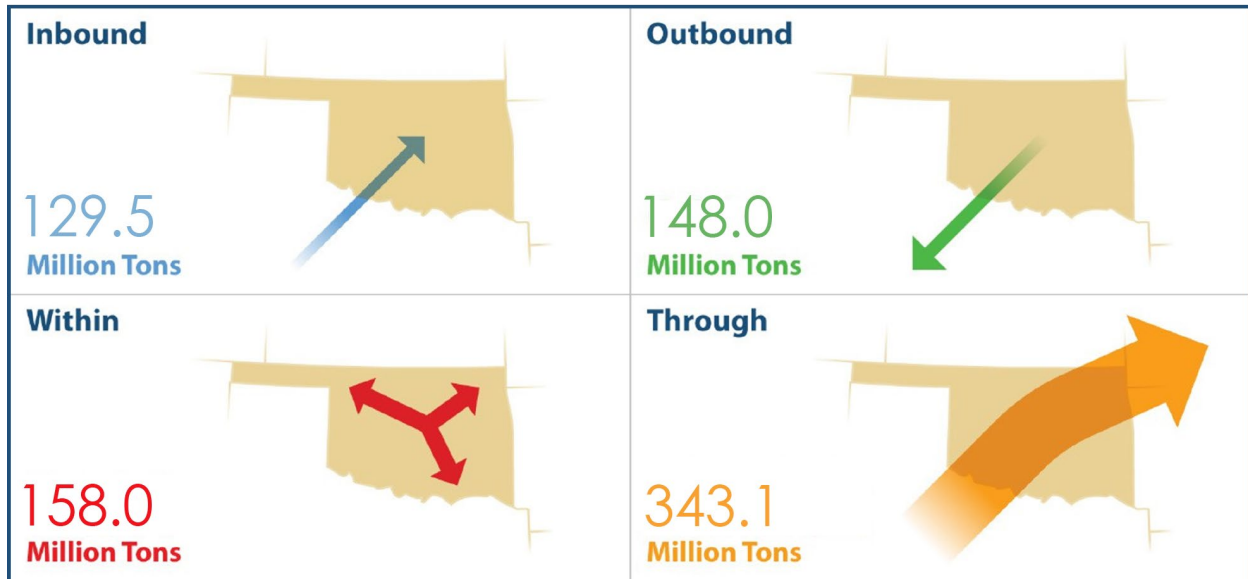 Inbound
129.5
Million Tons
Outbound
148.0
Million Tons
Within
158.0
Million Tons
Through
343.1
Million Tons